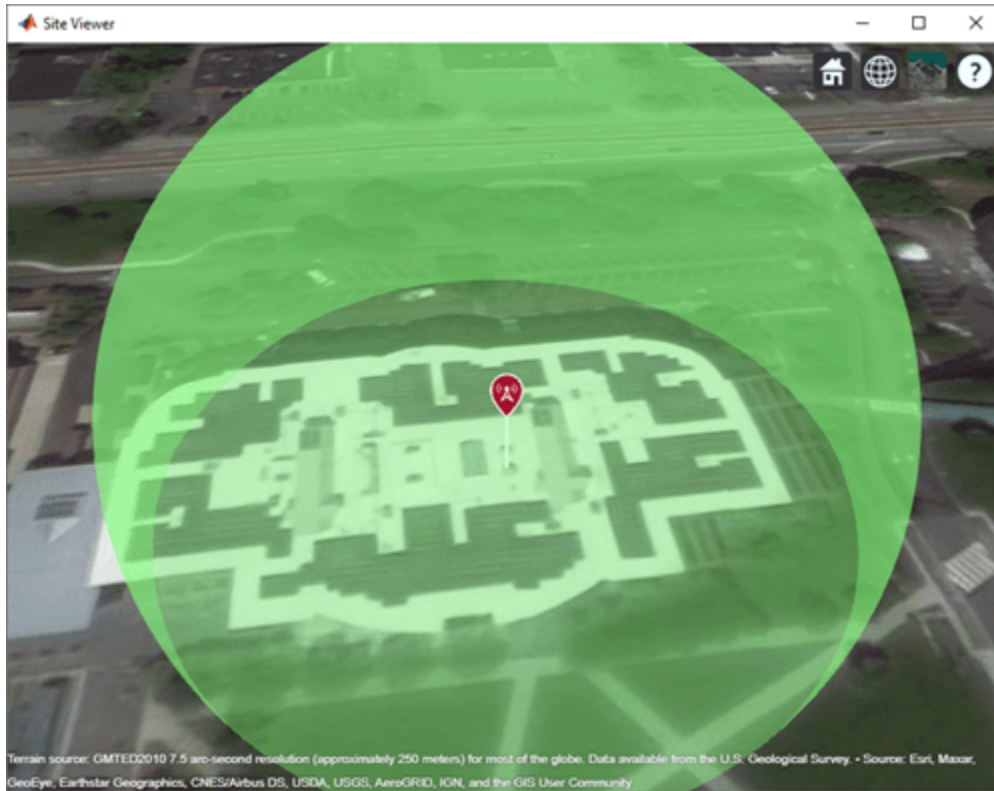 Site Viewer
?
Terrain source: GMTED2010 7.5 arc-second resolution (approximately 250 meters) for most of the globe. Data available from the U.S. Geological Survey. • Source: Esri, Maxar,
GeoEye, Earthstar Geographics, CNES/Airbus DS, USDA, USGS, AeroGRID, IGN, and the GIS User Community